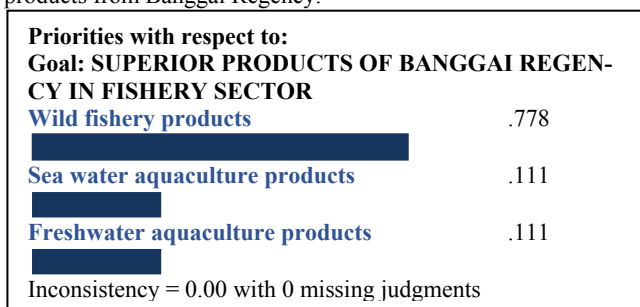 products from Banggai Regency.
Priorities with respect to:
Goal: SUPERIOR PRODUCTS OF BANGGAI REGEN-
CY IN FISHERY SECTOR
Wild fishery products .778
Sea water aquaculture products .111
Freshwater aquaculture products .111
Inconsistency = 0.00 with 0 missing judgments